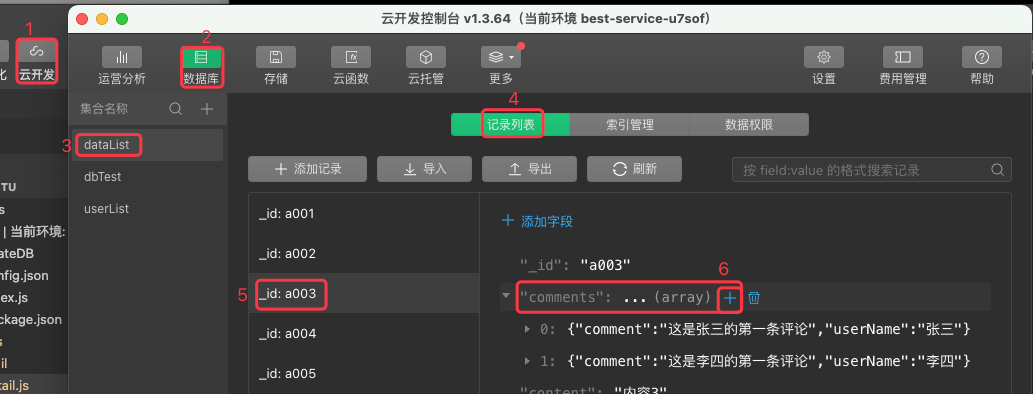 云开发控制台 v1.3.64（当前环境 best-service-u7sof）
1
云开发
化
2
运营分析
数据库
存储
云函数
云托管
更多
设置
费用管理
帮助
集合名称
3
dataList
dbTest
userList
4
记录列表
索引管理
数据权限
添加记录
导入
导出
刷新
按 field:value 的格式搜索记录
_id: a001
_id: a002
5
_id: a003
_id: a004
_id: a005
添加字段
"_id": "a003"
6
"comments": ... (array)
0: {"comment":"这是张三的第一条评论","userName":"张三"}
1: {"comment":"这是李四的第一条评论","userName":"李四"}
"content": "内容3"
TU
s
| 当前环境:
ateDB
nfig.json
ex.js
ckage.json
s
il
tail.js